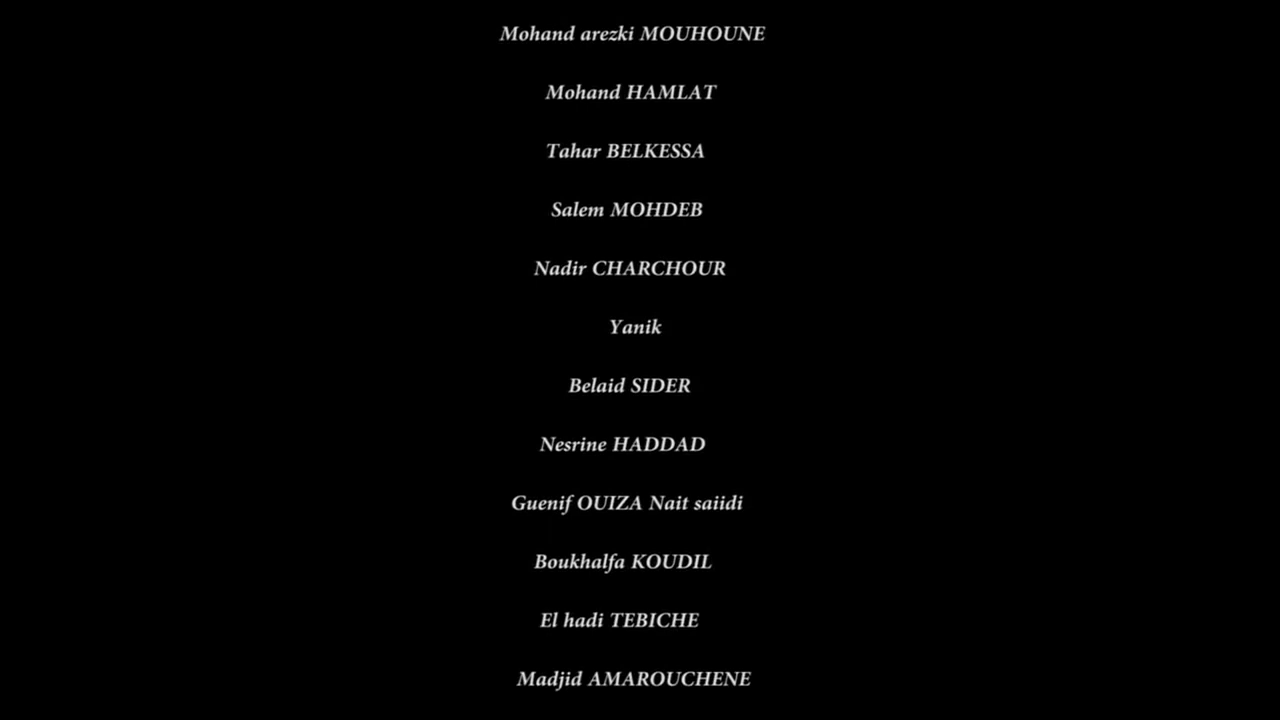 Mohand arezki MOUHOUNE
Mohand HAMLAT
Tahar BELKESSA
Salem MOHDEB
Nadir CHARCHOUR
Yanik
Belaid SIDER
Nesrine HADDAD
Guenif OUIZA Nait saiidi
Boukhalfa KOUDIL
El hadi TEBICHE
Madjid AMAROUCHENE